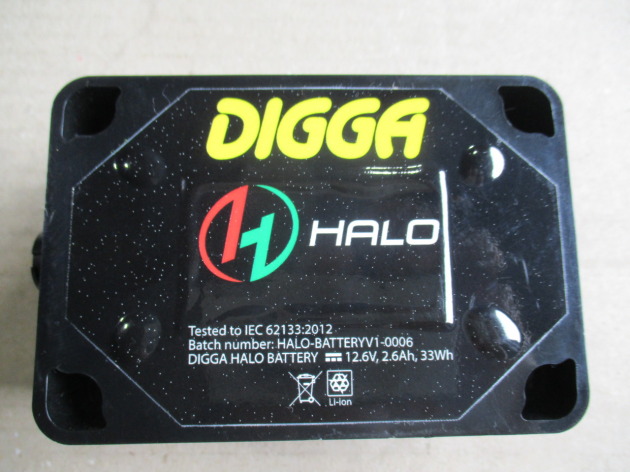 DIGGA
HALO
Tested to IEC 62133:2012
Batch number: HALO-BATTERYV1-0006
DIGGA HALO BATTERY ⎓ 12.6V, 2.6Ah, 33Wh
Li-ion